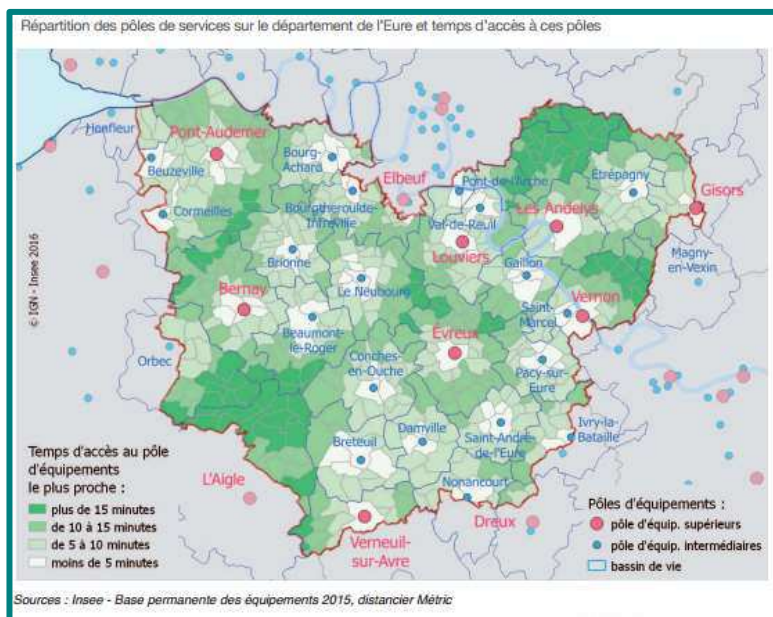 Répartition des pôles de services sur le département de l'Eure et temps d'accès à ces pôles
Honfleur
Pont-Audemer
Beuzeville
Bourg-
Achard
Elbeuf
Pont-de-l'Arche
Etrépagny
Gisors
Cormeilles
Bourgtheroulde-
Infreville
Val-de-Reuil
Les Andelys
Louviers
Magny-
en-Vexin
Brionne
Gaillon
Le Neubourg
Bernay
Saint-
Marcel
Vernon
Beaumont-
le-Roger
Evreux
Orbec
Conches-
en-Ouche
Pacy-sur-
Eure
Ivry-la-
Bataille
Damville
Breteuil
Saint-André-
de-l'Eure
L'Aigle
Nonancourt
Dreux
Verneuil-
sur-Avre
© IGN - Insee 2016
Temps d'accès au pôle
d'équipements
le plus proche :
plus de 15 minutes
de 10 à 15 minutes
de 5 à 10 minutes
moins de 5 minutes
Pôles d'équipements :
pôle d'équip. supérieurs
pôle d'équip. intermédiaires
bassin de vie
Sources : Insee - Base permanente des équipements 2015, distancier Métric